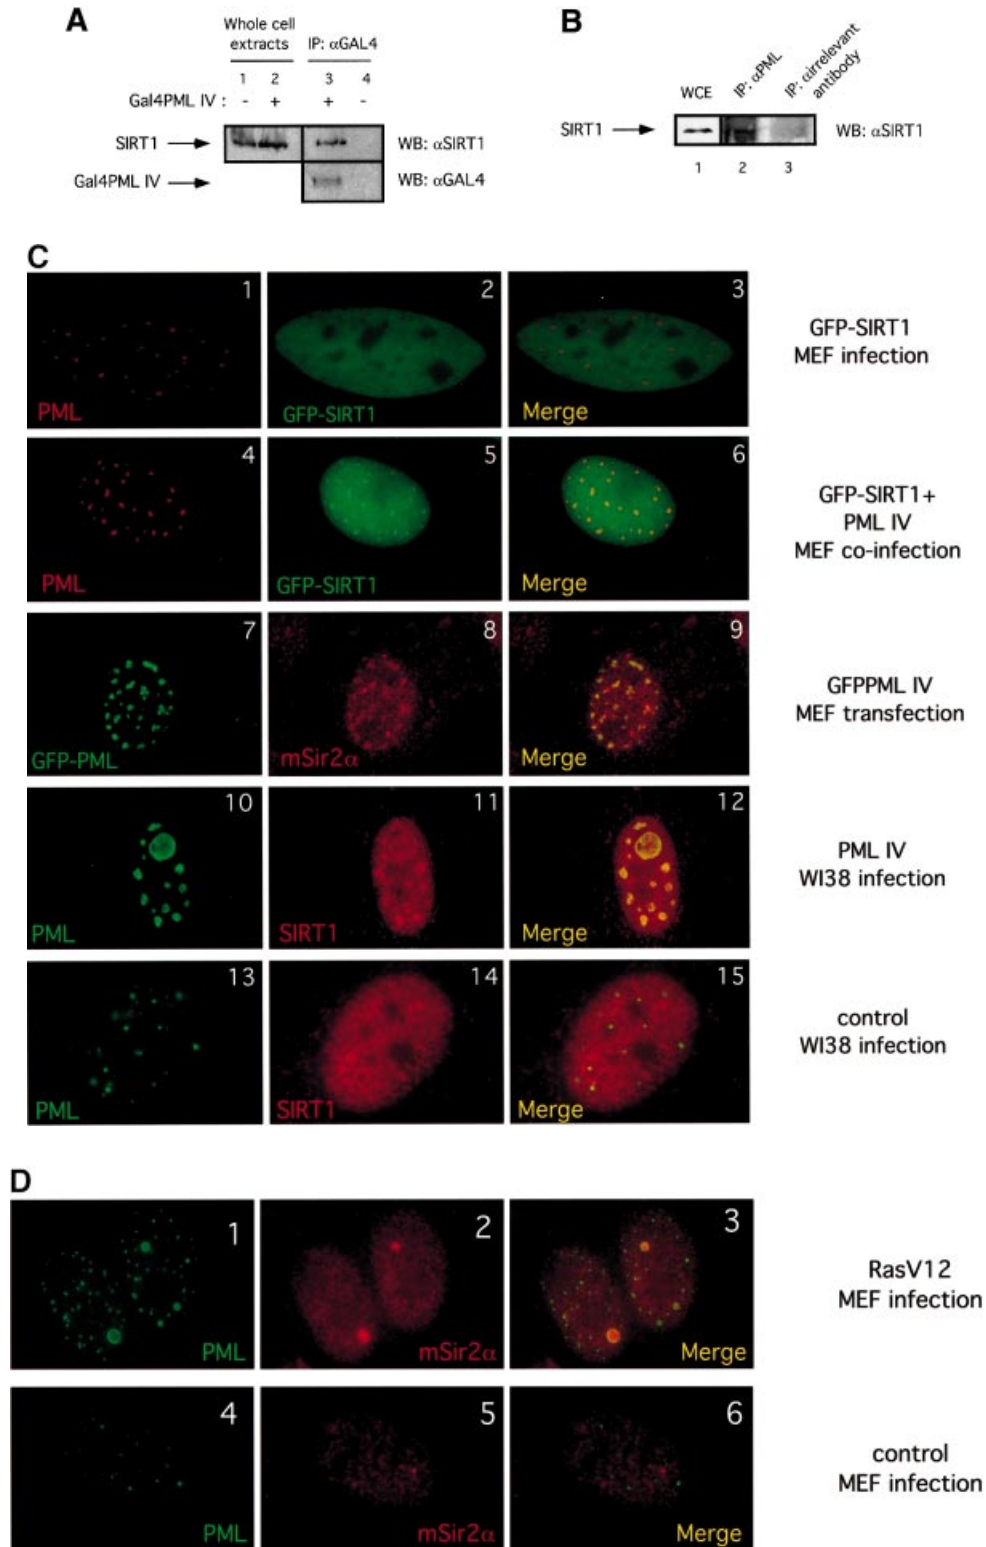 A
Whole cell
extracts
IP: αGAL4
1 2 3 4
Gal4PML IV : - + + -
SIRT1
WB: αSIRT1
Gal4PML IV
WB: αGAL4
B
WCE
IP: αPML
IP: αirrelevant
antibody
SIRT1
WB: αSIRT1
1 2 3
C
1
PML
2
GFP-SIRT1
3
Merge
GFP-SIRT1
MEF infection
4
PML
5
GFP-SIRT1
6
Merge
GFP-SIRT1+
PML IV
MEF co-infection
7
GFP-PML
8
mSir2α
9
Merge
GFPPML IV
MEF transfection
10
PML
11
SIRT1
12
Merge
PML IV
WI38 infection
13
PML
14
SIRT1
15
Merge
control
WI38 infection
D
1
PML
2
mSir2α
3
Merge
RasV12
MEF infection
4
PML
5
mSir2α
6
Merge
control
MEF infection